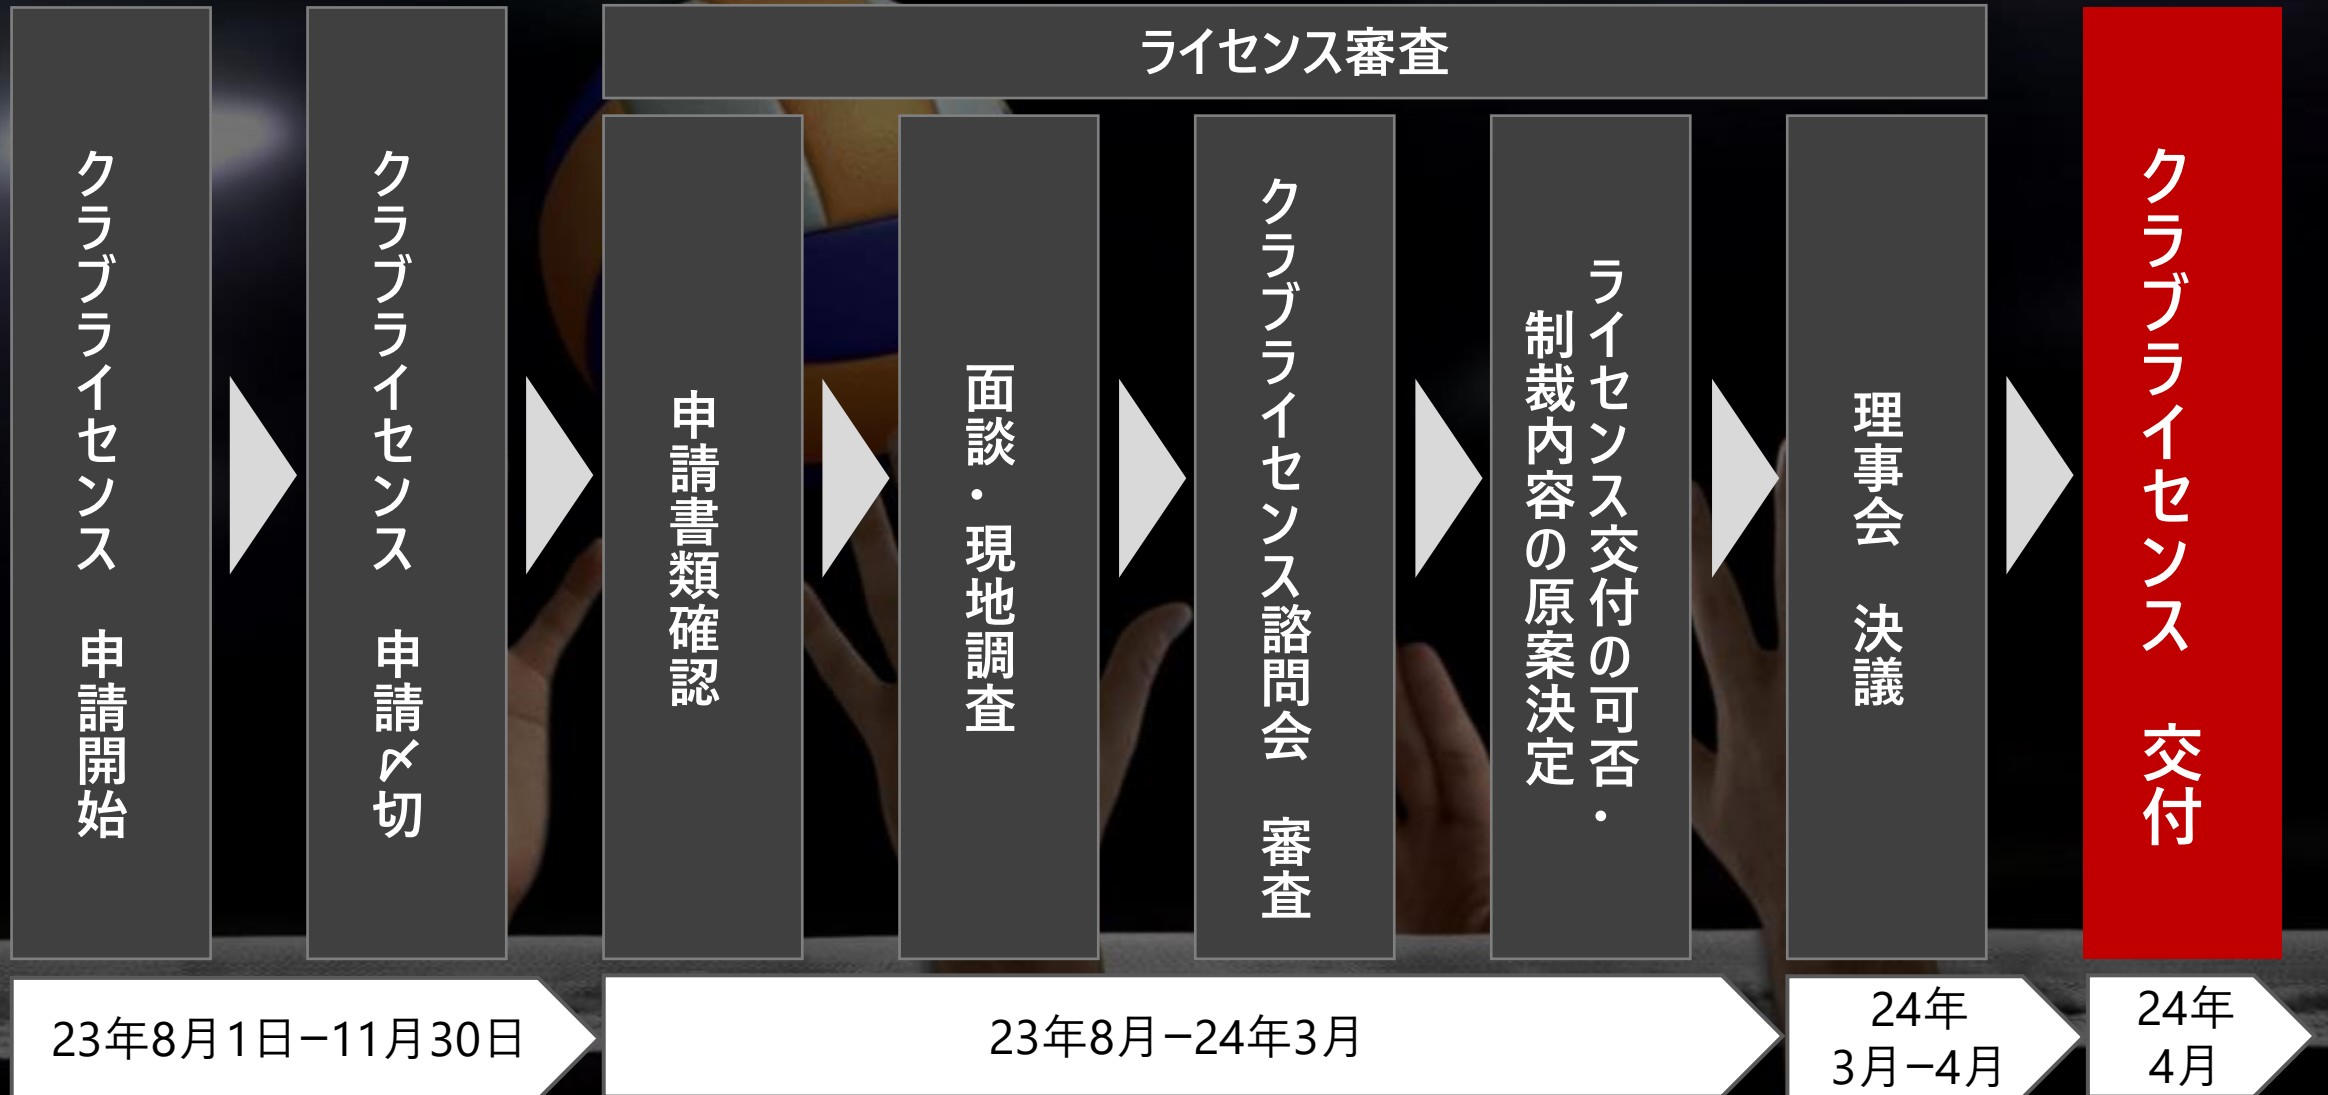 ライセンス審査
クラブライセンス　申請開始
クラブライセンス　申請〆切
申請書類確認
面談・現地調査
クラブライセンス諮問会　審査
ライセンス交付の可否・
制裁内容の原案決定
理事会　決議
クラブライセンス　交付
23年8月1日−11月30日
23年8月−24年3月
24年
3月−4月
24年
4月